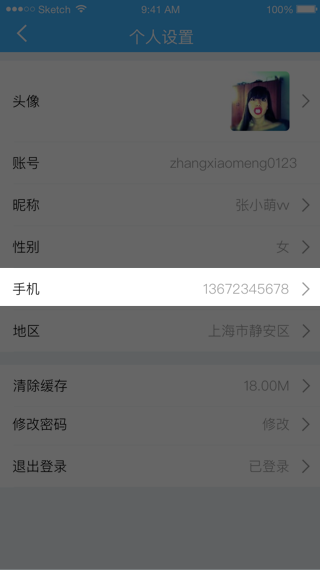 Sketch 9:41 AM 100%
个人设置
头像
账号 zhangxiaomeng0123
昵称 张小萌vv
性别 女
手机 13672345678
地区 上海市静安区
清除缓存 18.00M
修改密码 修改
退出登录 已登录